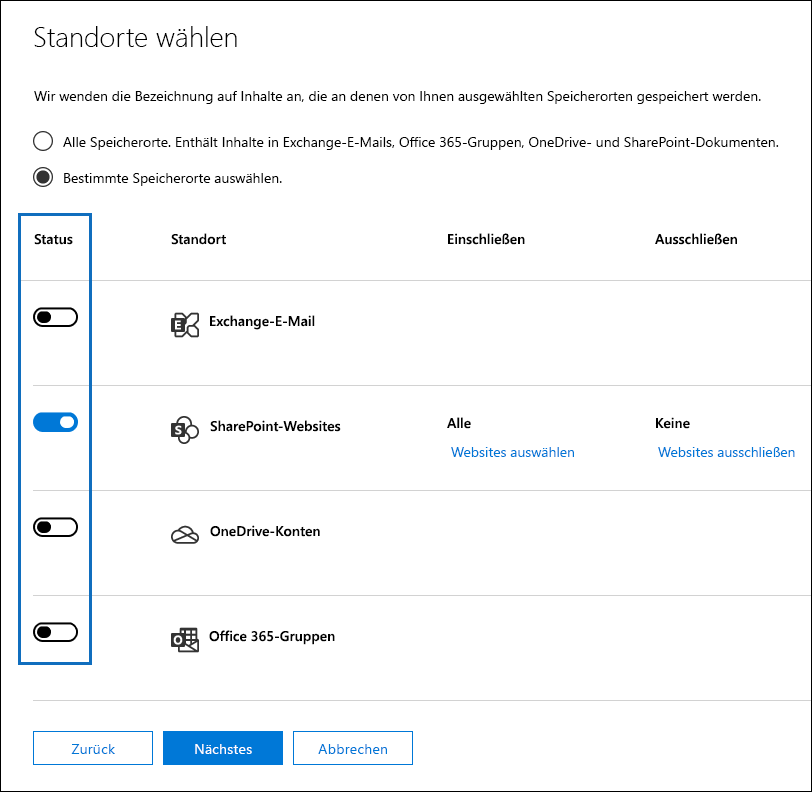 Standorte wählen
Wir wenden die Bezeichnung auf Inhalte an, die an denen von Ihnen ausgewählten Speicherorten gespeichert werden.
Alle Speicherorte. Enthält Inhalte in Exchange-E-Mails, Office 365-Gruppen, OneDrive- und SharePoint-Dokumenten.
Bestimmte Speicherorte auswählen.
Status Standort Einschließen Ausschließen
Exchange-E-Mail
SharePoint-Websites Alle Keine
Websites auswählen Websites ausschließen
OneDrive-Konten
Office 365-Gruppen
Zurück Nächstes Abbrechen